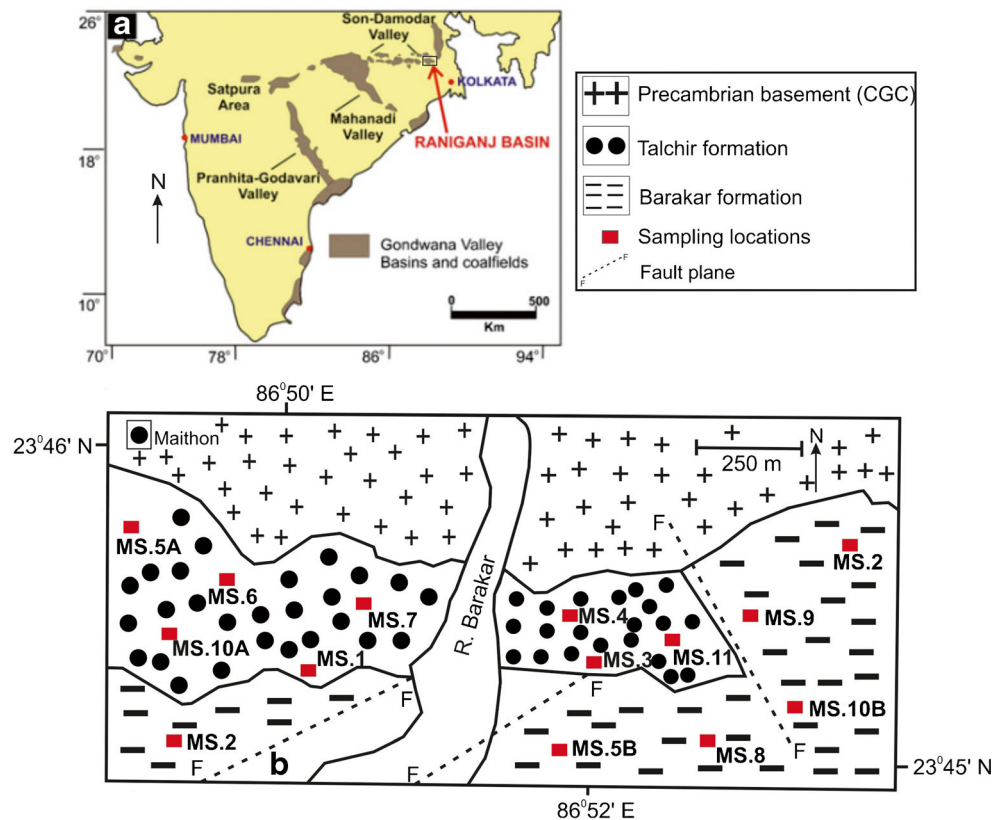 a
26°
18°
10°
70°
78°
86°
94°
Son-Damodar
Valley
Satpura
Area
Mahanadi
Valley
KOLKATA
RANIGANJ BASIN
MUMBAI
Pranhita-Godavari
Valley
N
CHENNAI
Gondwana Valley
Basins and coalfields
0 500
Km
Precambrian basement (CGC)
Talchir formation
Barakar formation
Sampling locations
F F
Fault plane
86°50' E
23°46' N
Maithon
N
250 m
F
MS.5A
MS.2
MS.6
MS.7
MS.4
MS.9
R. Barakar
MS.10A
MS.1
MS.3
MS.11
F
F
MS.10B
MS.2
MS.5B
MS.8
F
F
b
F
23°45' N
86°52' E